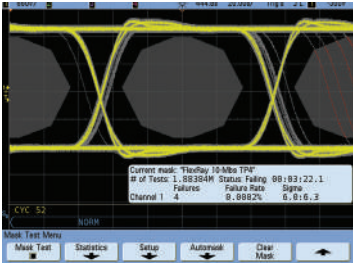 Current mask: "FlexRay 10-Mbs TP4"
# of Tests: 1.88384M Status: Failing 00:03:22.1
Failures Failure Rate Sigma
Channel 1 4 0.0002% 6.0:6.3
CYC 52
NORM
Mask Test Menu
Mask Test Statistics Setup Automask Clear Mask